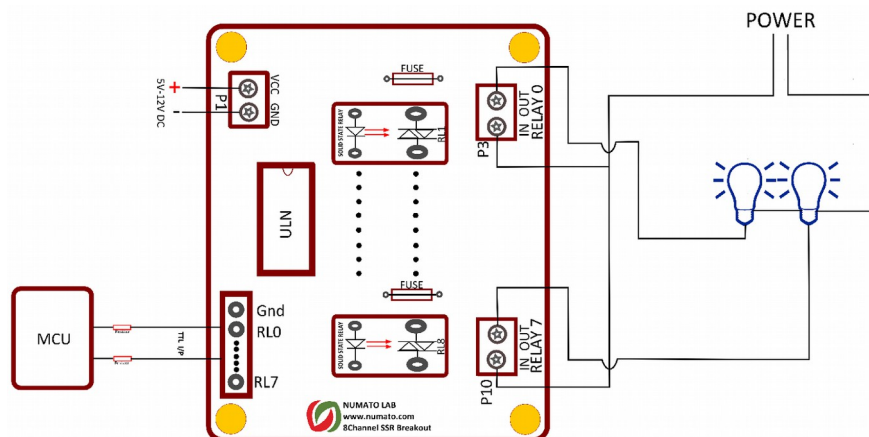 POWER
FUSE
VCC
GND
P1
5V-12V DC
+
-
SOLID STATE RELAY
RL1
IN OUT
RELAY 0
P3
ULN
FUSE
SOLID STATE RELAY
RL8
IN OUT
RELAY 7
P10
MCU
TTL I/P
Gnd
RL0
RL7
NUMATO LAB
www.numato.com
8Channel SSR Breakout